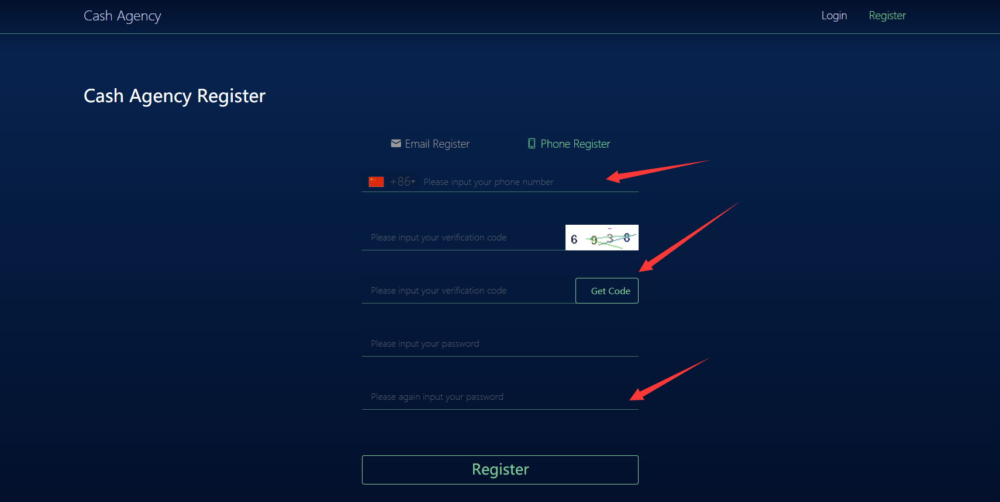 Cash Agency
Login
Register
Cash Agency Register
Email Register
Phone Register
+86
Please input your phone number
Please input your verification code
6 9 3 8
Please input your verification code
Get Code
Please input your password
Please again input your password
Register